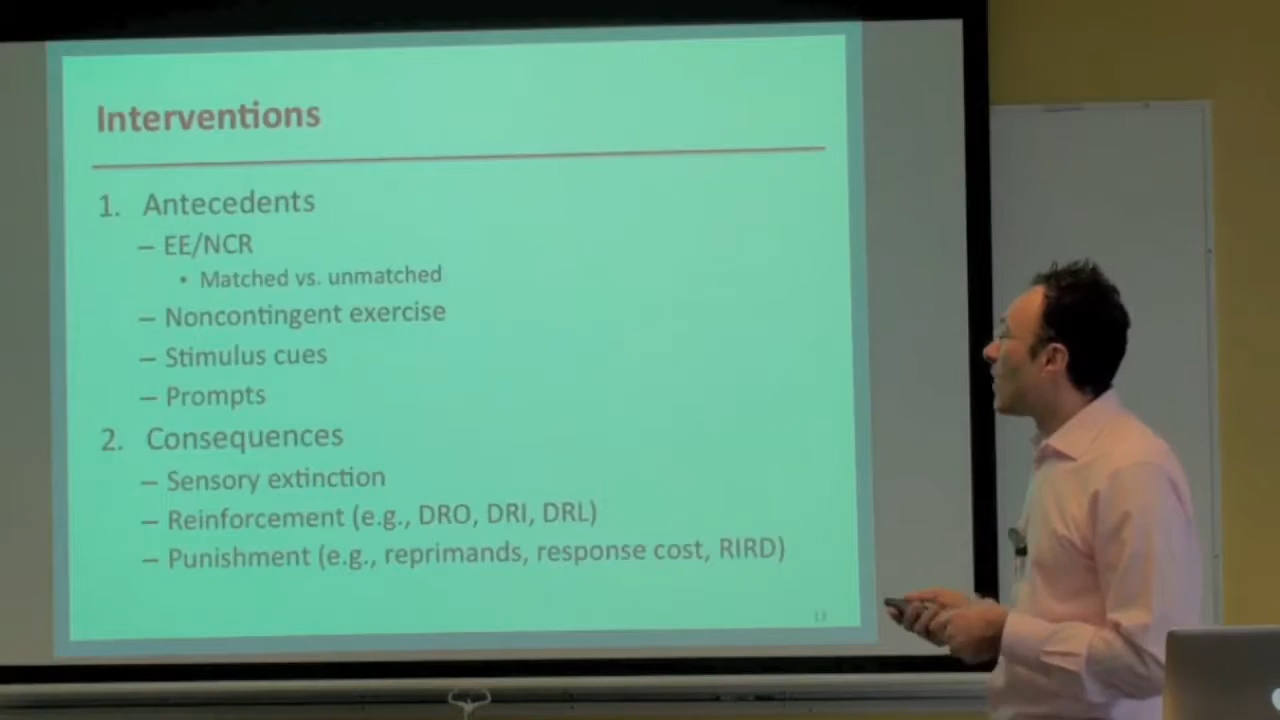 Interventions
1. Antecedents
– EE/NCR
• Matched vs. unmatched
– Noncontingent exercise
– Stimulus cues
– Prompts
2. Consequences
– Sensory extinction
– Reinforcement (e.g., DRO, DRI, DRL)
– Punishment (e.g., reprimands, response cost, RIRD)